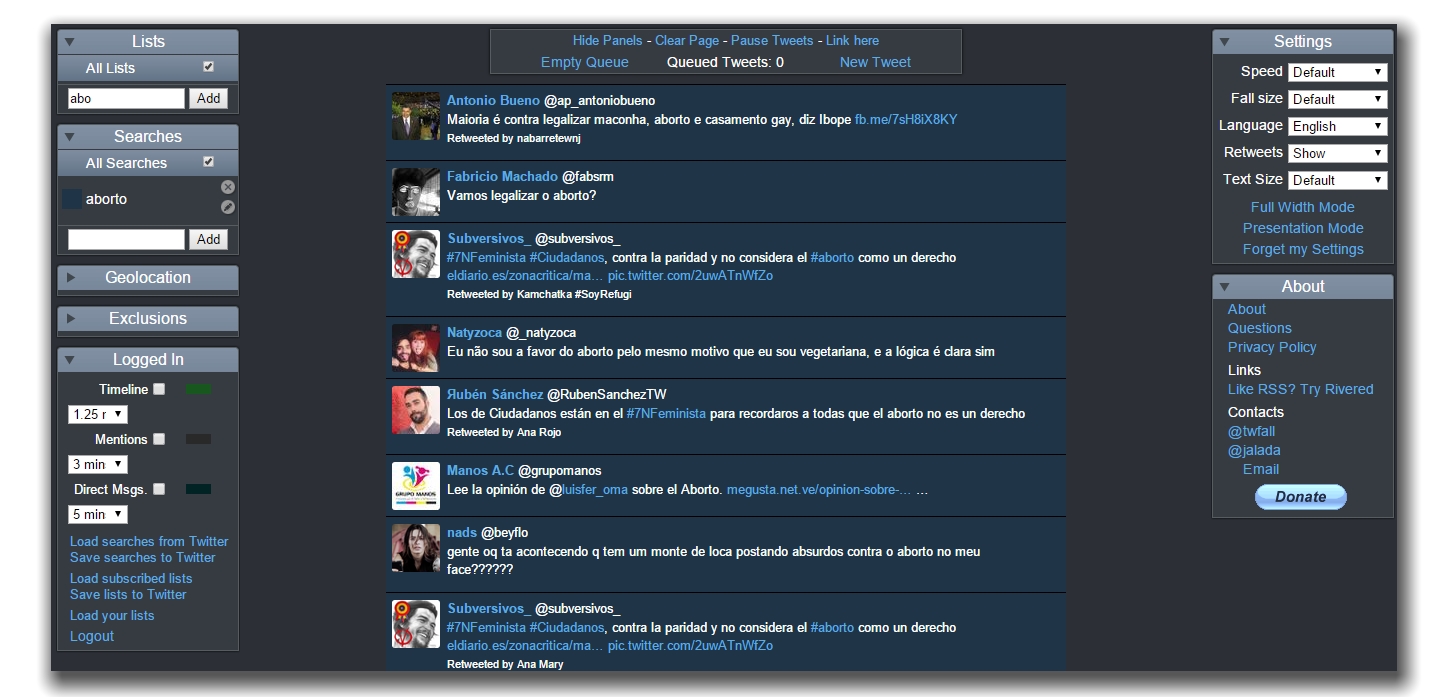 Lists
All Lists
abo Add
Searches
All Searches
aborto
Add
Geolocation
Exclusions
Logged In
Timeline
1.25 r
Mentions
3 min
Direct Msgs.
5 min
Load searches from Twitter
Save searches to Twitter
Load subscribed lists
Save lists to Twitter
Load your lists
Logout
Hide Panels - Clear Page - Pause Tweets - Link here
Empty Queue Queued Tweets: 0 New Tweet
Antonio Bueno @ap_antoniobueno
Maioria é contra legalizar maconha, aborto e casamento gay, diz Ibope fb.me/7sH8iX8KY
Retweeted by nabarretewnj
Fabricio Machado @fabsrm
Vamos legalizar o aborto?
Subversivos_ @subversivos_
#7NFeminista #Ciudadanos, contra la paridad y no considera el #aborto como un derecho
eldiario.es/zonacritica/ma... pic.twitter.com/2uwATnWfZo
Retweeted by Kamchatka #SoyRefugi
Natyzoca @_natyzoca
Eu não sou a favor do aborto pelo mesmo motivo que eu sou vegetariana, e a lógica é clara sim
Яubén Sánchez @RubenSanchezTW
Los de Ciudadanos están en el #7NFeminista para recordaros a todas que el aborto no es un derecho
Retweeted by Ana Rojo
GRUPO MANOS
Manos A.C @grupomanos
Lee la opinión de @luisfer_oma sobre el Aborto. megusta.net.ve/opinion-sobre-... ...
nads @beyflo
gente oq ta acontecendo q tem um monte de loca postando absurdos contra o aborto no meu
face??????
Subversivos_ @subversivos_
#7NFeminista #Ciudadanos, contra la paridad y no considera el #aborto como un derecho
eldiario.es/zonacritica/ma... pic.twitter.com/2uwATnWfZo
Retweeted by Ana Mary
Settings
Speed Default
Fall size Default
Language English
Retweets Show
Text Size Default
Full Width Mode
Presentation Mode
Forget my Settings
About
About
Questions
Privacy Policy
Links
Like RSS? Try Rivered
Contacts
@twfall
@jalada
Email
Donate